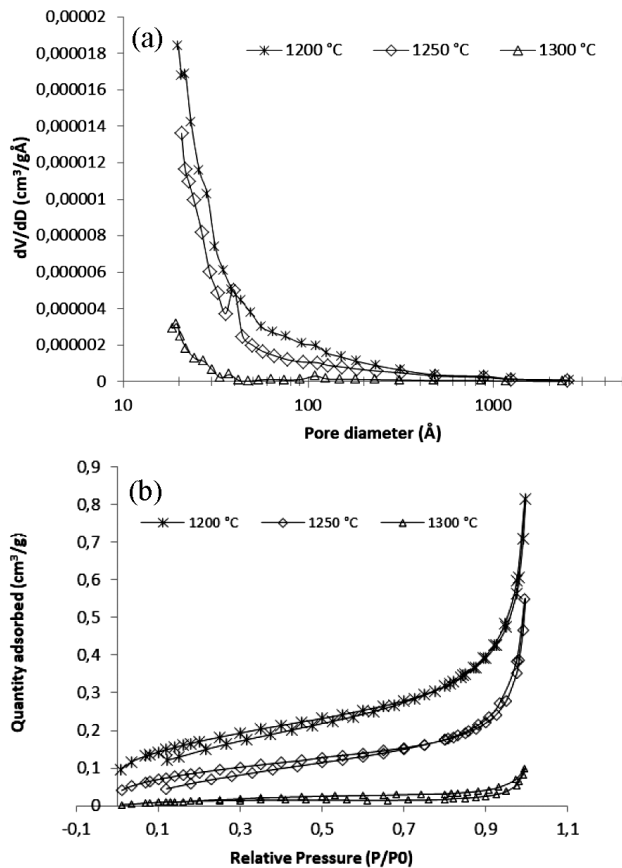 (a)
1200 °C 1250 °C 1300 °C
0,00002
0,000018
0,000016
0,000014
0,000012
0,00001
0,000008
0,000006
0,000004
0,000002
0
dV/dD (cm³/gÅ)
10 100 1000
Pore diameter (Å)
(b)
1200 °C 1250 °C 1300 °C
0,9
0,8
0,7
0,6
0,5
0,4
0,3
0,2
0,1
0
Quantity adsorbed (cm³/g)
-0,1 0,1 0,3 0,5 0,7 0,9 1,1
Relative Pressure (P/P0)